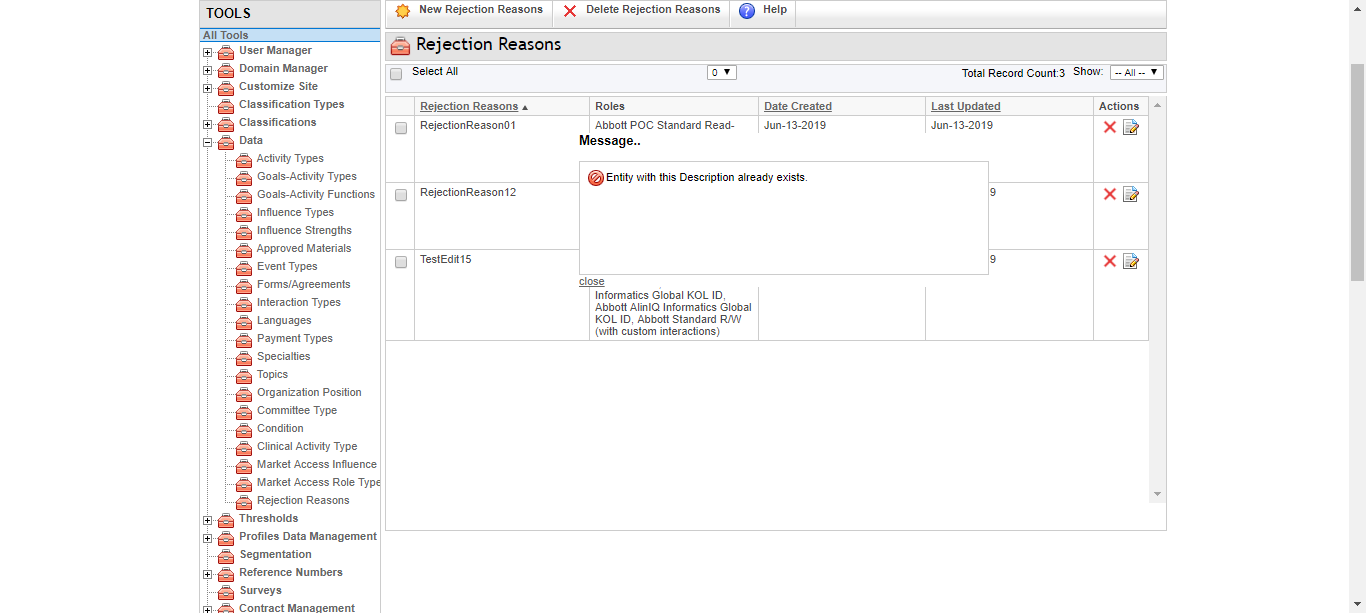 TOOLS
All Tools
User Manager
Domain Manager
Customize Site
Classification Types
Classifications
Data
Activity Types
Goals-Activity Types
Goals-Activity Functions
Influence Types
Influence Strengths
Approved Materials
Event Types
Forms/Agreements
Interaction Types
Languages
Payment Types
Specialties
Topics
Organization Position
Committee Type
Condition
Clinical Activity Type
Market Access Influence
Market Access Role Type
Rejection Reasons
Thresholds
Profiles Data Management
Segmentation
Reference Numbers
Surveys
Contract Management
New Rejection Reasons Delete Rejection Reasons ? Help
Rejection Reasons
Select All 0 ▼ Total Record Count:3 Show: -- All -- ▼
Rejection Reasons ▲ Roles Date Created Last Updated Actions
RejectionReason01 Abbott POC Standard Read- Jun-13-2019 Jun-13-2019
Message..
Entity with this Description already exists.
RejectionReason12 9
TestEdit15 9
close
Informatics Global KOL ID,
Abbott AlinIQ Informatics Global
KOL ID, Abbott Standard R/W
(with custom interactions)